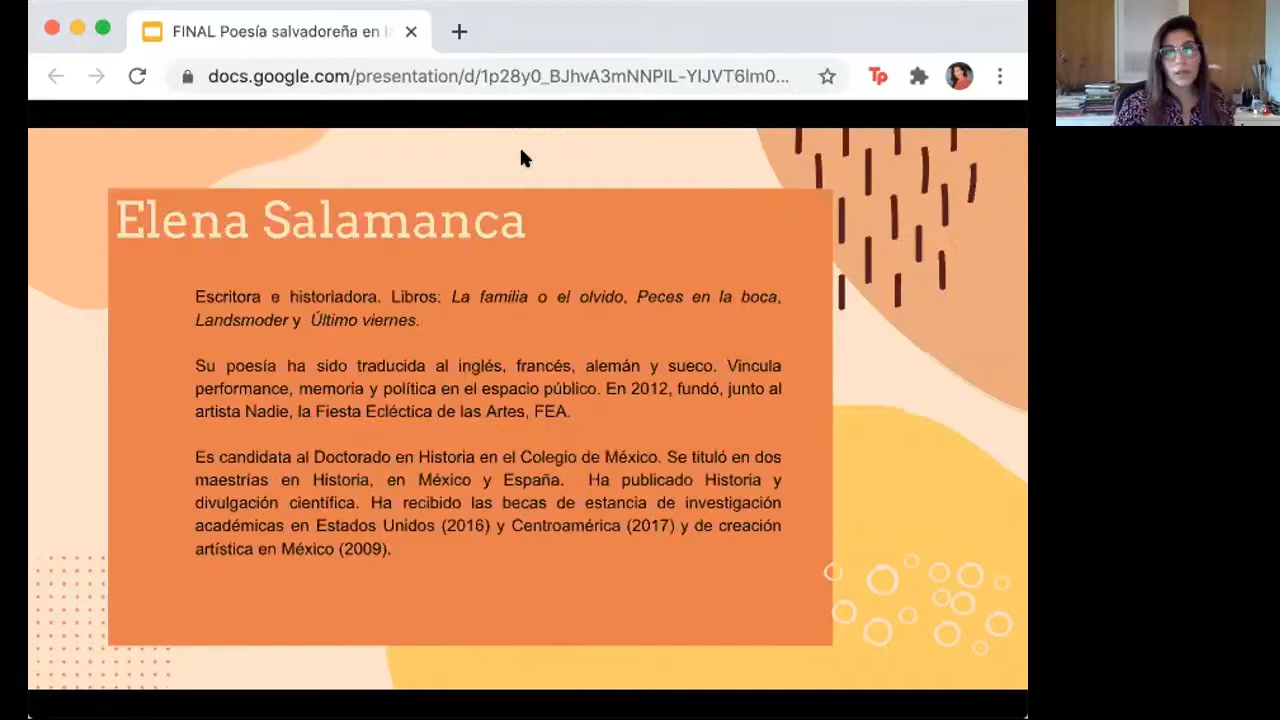 FINAL Poesía salvadoreña en l
docs.google.com/presentation/d/1p28y0_BJhvA3mNNPIL-YIJVT6lm0...
Tp
Elena Salamanca
Escritora e historiadora. Libros: La familia o el olvido, Peces en la boca,
Landsmoder y Último viernes.
Su poesía ha sido traducida al inglés, francés, alemán y sueco. Vincula
performance, memoria y política en el espacio público. En 2012, fundó, junto al
artista Nadie, la Fiesta Ecléctica de las Artes, FEA.
Es candidata al Doctorado en Historia en el Colegio de México. Se tituló en dos
maestrías en Historia, en México y España. Ha publicado Historia y
divulgación científica. Ha recibido las becas de estancia de investigación
académicas en Estados Unidos (2016) y Centroamérica (2017) y de creación
artística en México (2009).